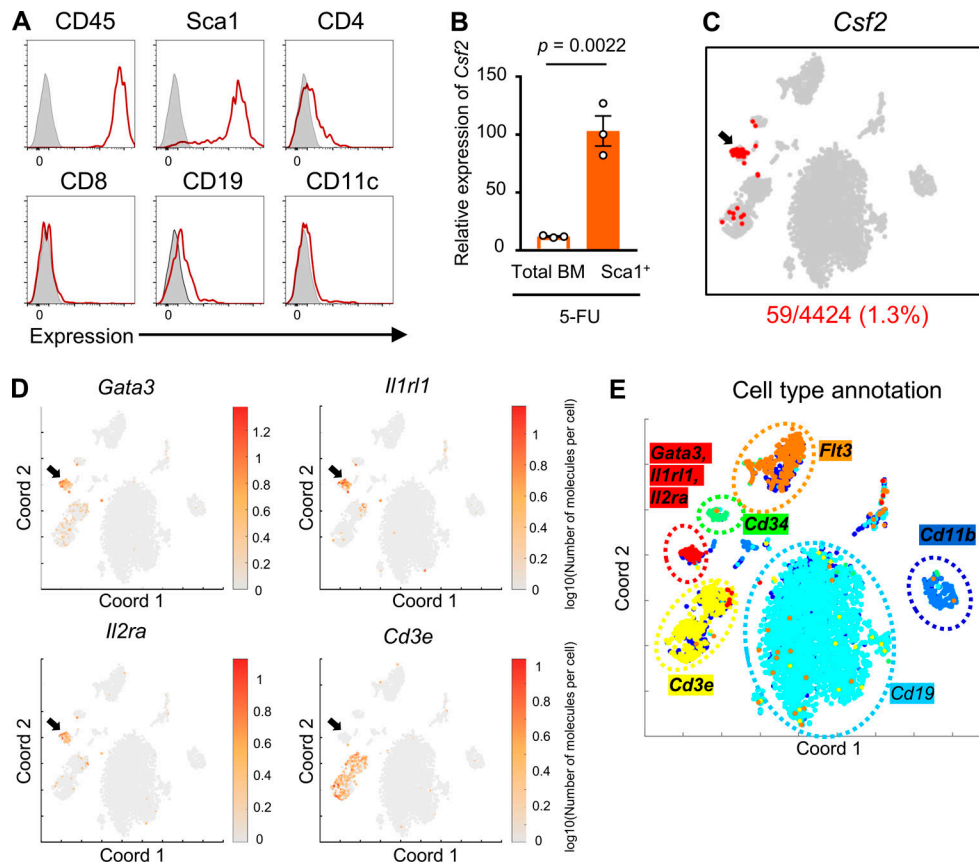 A
CD45
Sca1
CD4
0
0
0
CD8
CD19
CD11c
0
0
0
Expression
B
p = 0.0022
Relative expression of Csf2
150
100
50
0
Total BM
Sca1+
5-FU
C
Csf2
59/4424 (1.3%)
D
Gata3
Coord 2
Coord 1
1.2
1
0.8
0.6
0.4
0.2
0
Il1rl1
Coord 2
Coord 1
1
0.8
0.6
0.4
0.2
0
log10(Number of molecules per cell)
Il2ra
Coord 2
Coord 1
1
0.8
0.6
0.4
0.2
0
Cd3e
Coord 2
Coord 1
1
0.8
0.6
0.4
0.2
0
log10(Number of molecules per cell)
E
Cell type annotation
Gata3,
Il1rl1,
Il2ra
Flt3
Cd34
Cd11b
Cd3e
Cd19
Coord 2
Coord 1